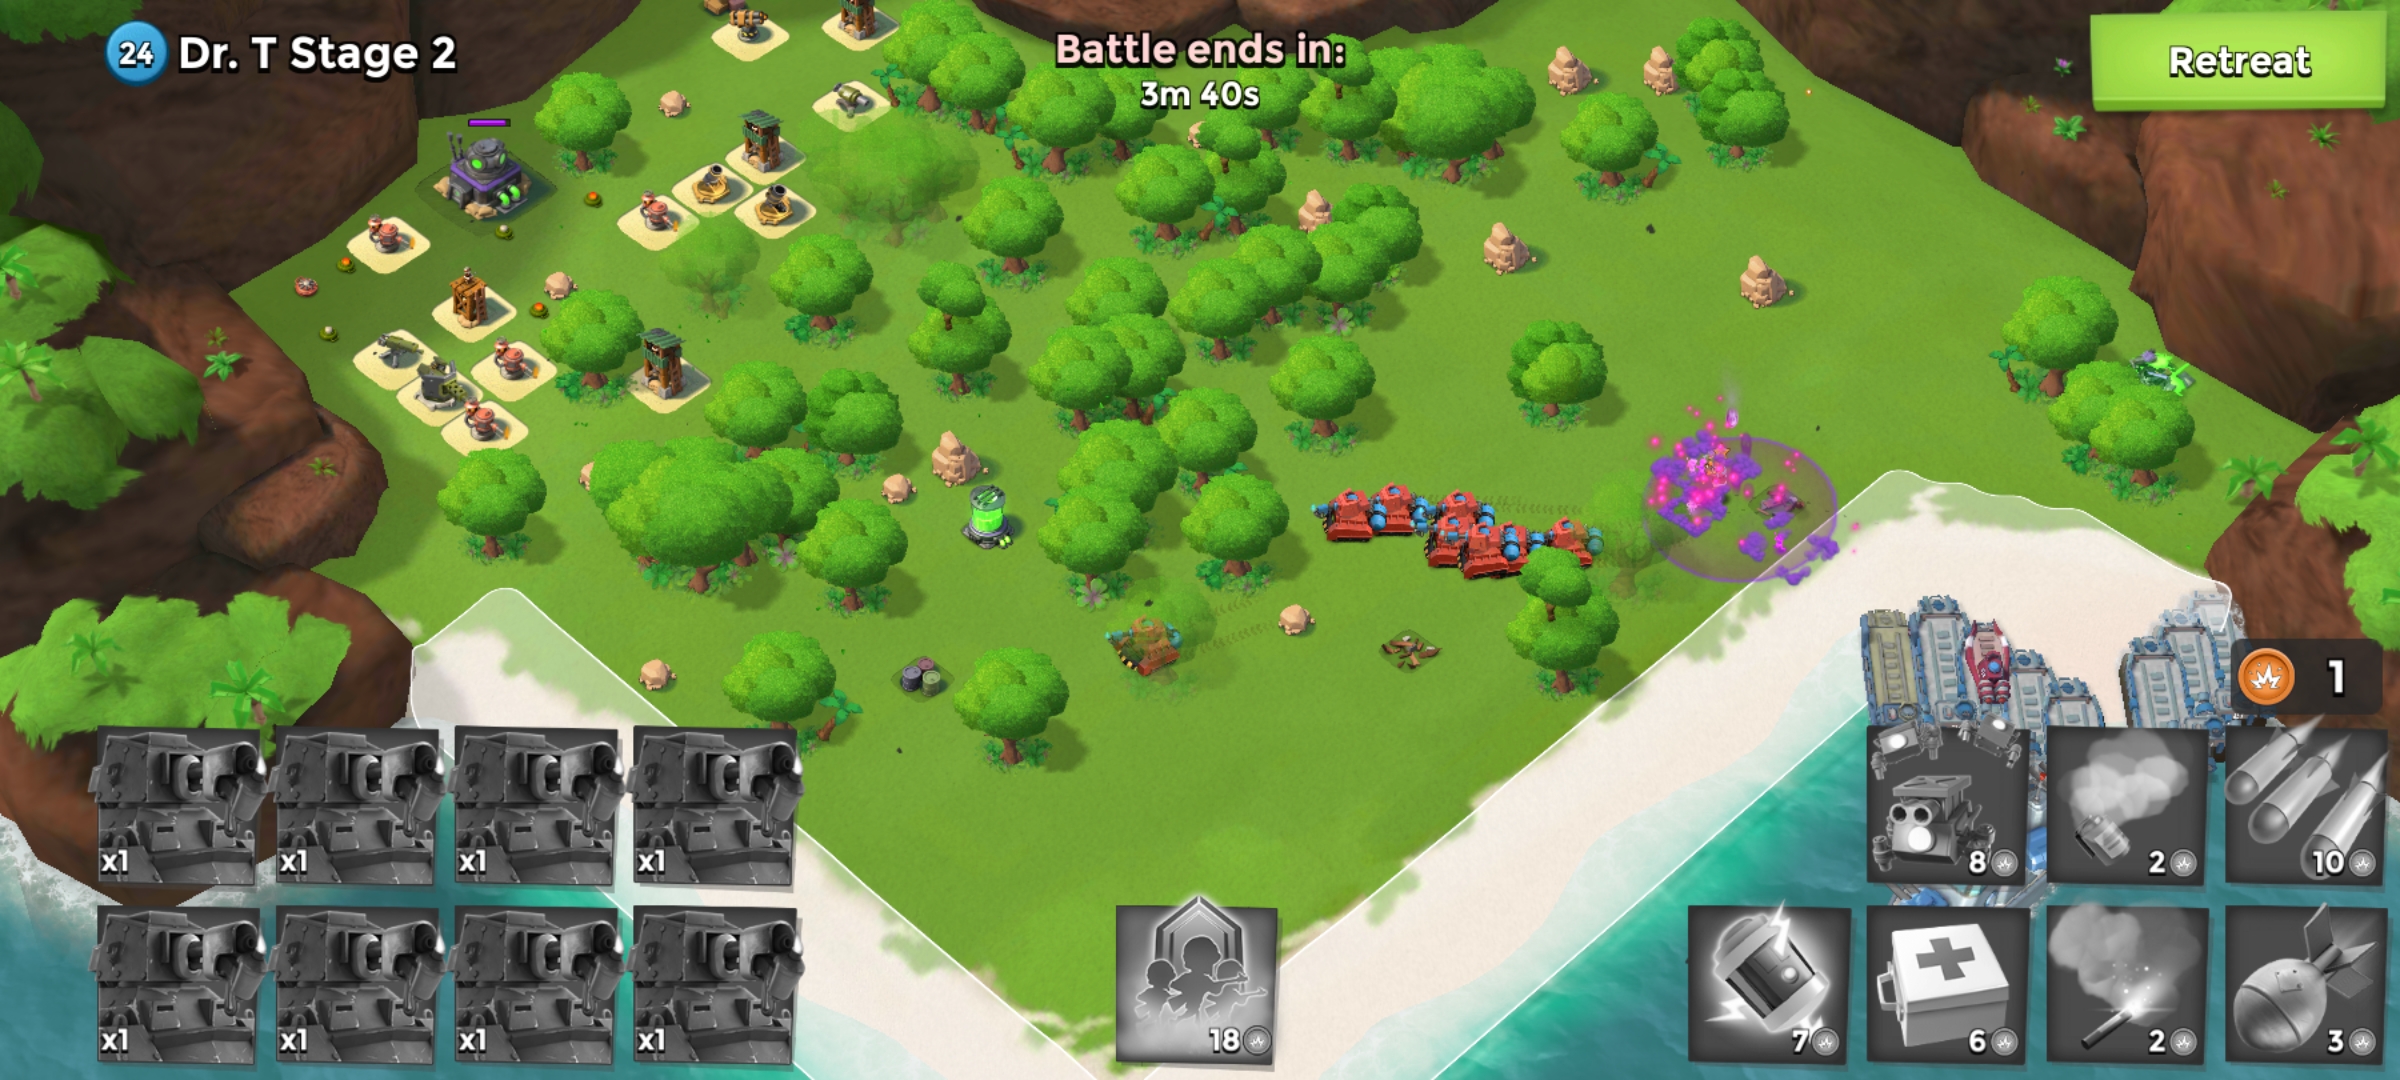 24 Dr. T Stage 2
Battle ends in:
3m 40s
Retreat
1
x1 x1 x1 x1
8 2 10
x1 x1 x1 x1
18
7 6 2 3